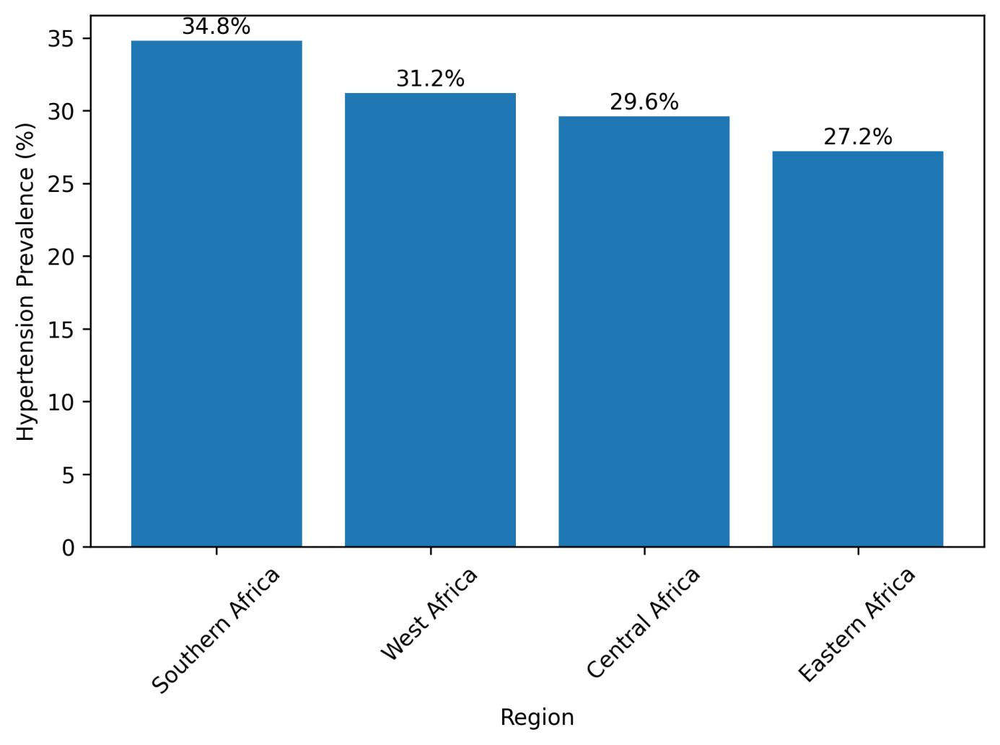 34.8%
31.2%
29.6%
27.2%
Hypertension Prevalence (%)
35
30
25
20
15
10
5
0
Southern Africa
West Africa
Central Africa
Eastern Africa
Region